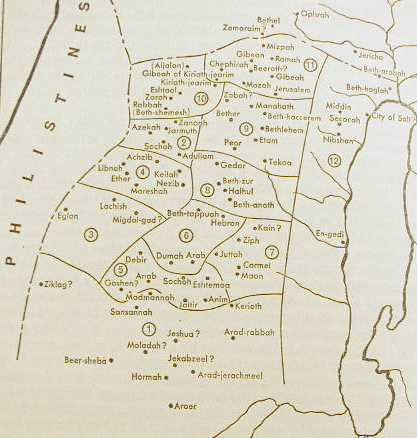 Ophrah
Bethel
Zemaraim?
Mizpah
Jericho
Gibeon
Ramah
11
(Aijalon)
Chephirah
Beeroth?
Beth-arabah
Gibeah of Kiriath-jearim
Gibeah
Kiriath-jearim
Mozah
Jerusalem
Beth-hoglah
Eshtaol
Zorah
10
Zobah?
Rabbah
Manahath
Middin
(Beth-shemesh)
Bether
Beth-haccerem
Secacah
City of Salt
Zanoah
Azekah
Jarmuth
9
Bethlehem
Nibshan
Sochoh
2
Peor
Etam
Achzib
Adullam
Tekoa
12
Libnah
4
Keilah
Gedor
Ether
Nezib
Beth-zur
Mareshah
8
Halhul
Lachish
Beth-anoth
Eglon
Migdal-gad?
Beth-tappuah
Hebron
Kain?
En-gedi
3
6
Ziph
Debir
Dumah
Arab
Juttah
7
5
Carmel
Ziklag?
Goshen?
Anab
Sochoh
Eshtemoa
Maon
Madmannah
Jattir
Anim
Kerioth
Sansannah
1
Jeshua?
Arad-rabbah
Moladah?
Beer-sheba
Jekabzeel?
Hormah
Arad-jerachmeel
Aroer
PHILISTINES